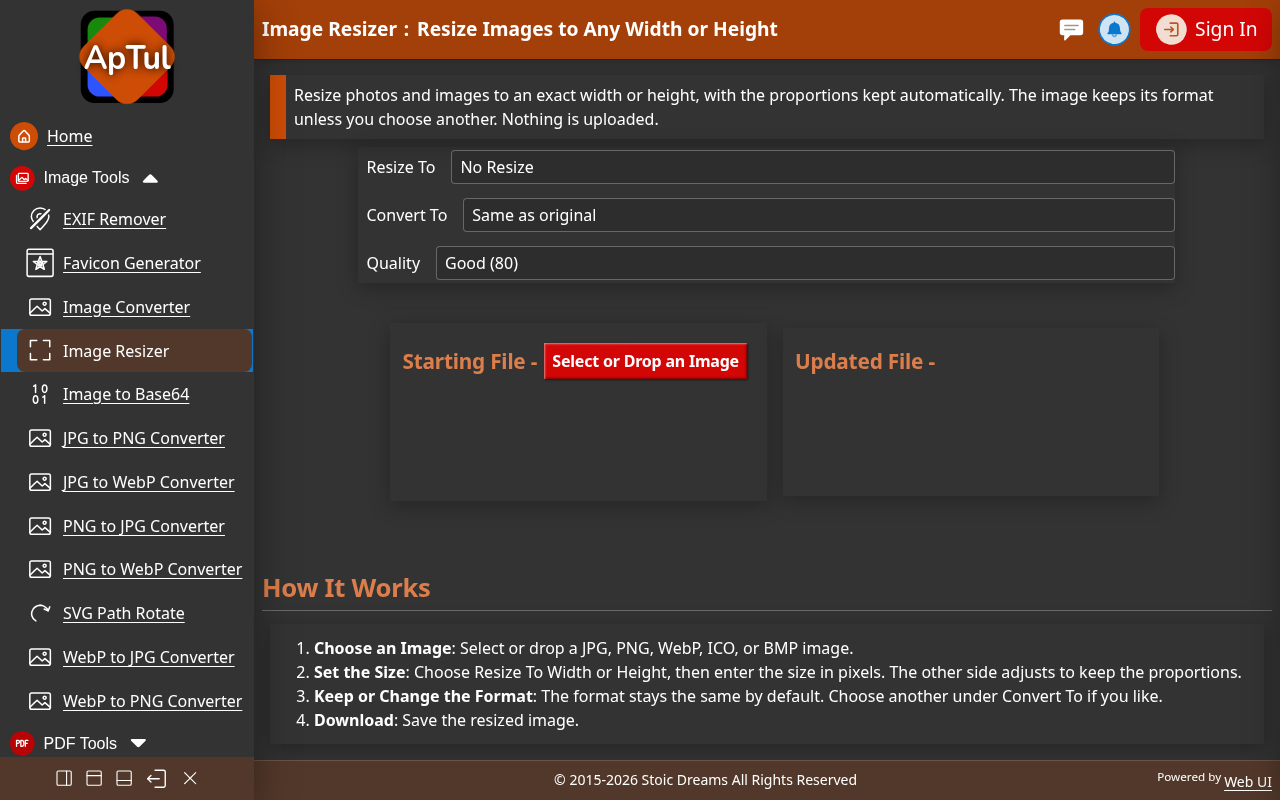 ApTul
Home
Image Tools
EXIF Remover
Favicon Generator
Image Converter
Image Resizer
Image to Base64
JPG to PNG Converter
JPG to WebP Converter
PNG to JPG Converter
PNG to WebP Converter
SVG Path Rotate
WebP to JPG Converter
WebP to PNG Converter
PDF PDF Tools
Image Resizer : Resize Images to Any Width or Height
Sign In
Resize photos and images to an exact width or height, with the proportions kept automatically. The image keeps its format
unless you choose another. Nothing is uploaded.
Resize To No Resize
Convert To Same as original
Quality Good (80)
Starting File - Select or Drop an Image
Updated File -
How It Works
1. Choose an Image: Select or drop a JPG, PNG, WebP, ICO, or BMP image.
2. Set the Size: Choose Resize To Width or Height, then enter the size in pixels. The other side adjusts to keep the proportions.
3. Keep or Change the Format: The format stays the same by default. Choose another under Convert To if you like.
4. Download: Save the resized image.
© 2015-2026 Stoic Dreams All Rights Reserved
Powered by Web UI